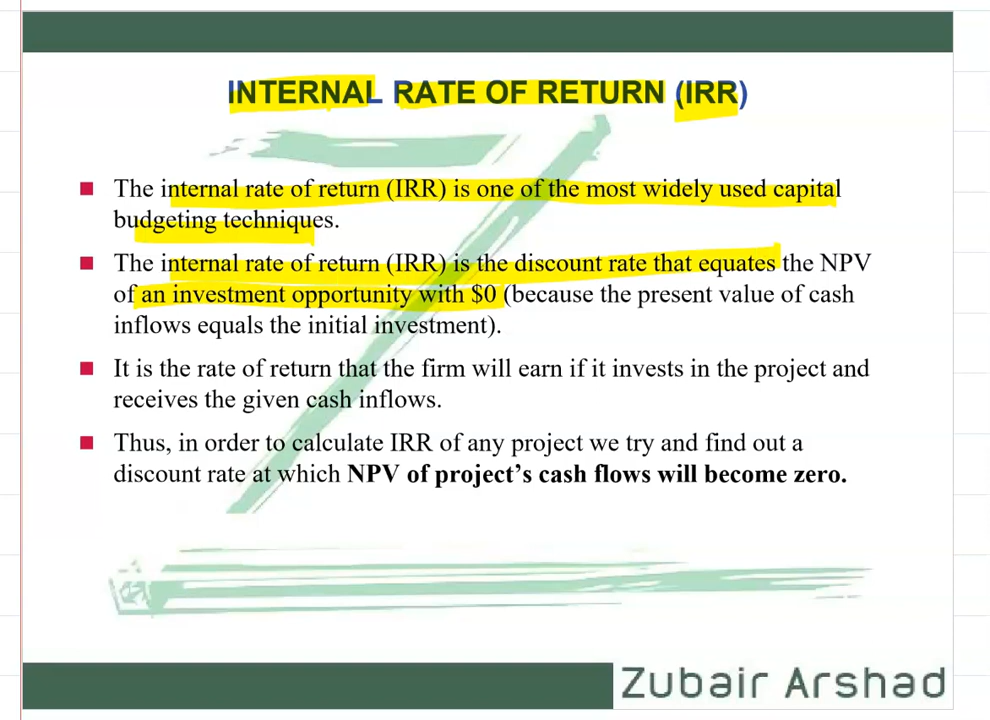 INTERNAL RATE OF RETURN (IRR)
The internal rate of return (IRR) is one of the most widely used capital
budgeting techniques.
The internal rate of return (IRR) is the discount rate that equates the NPV
of an investment opportunity with $0 (because the present value of cash
inflows equals the initial investment).
It is the rate of return that the firm will earn if it invests in the project and
receives the given cash inflows.
Thus, in order to calculate IRR of any project we try and find out a
discount rate at which NPV of project’s cash flows will become zero.
Zubair Arshad